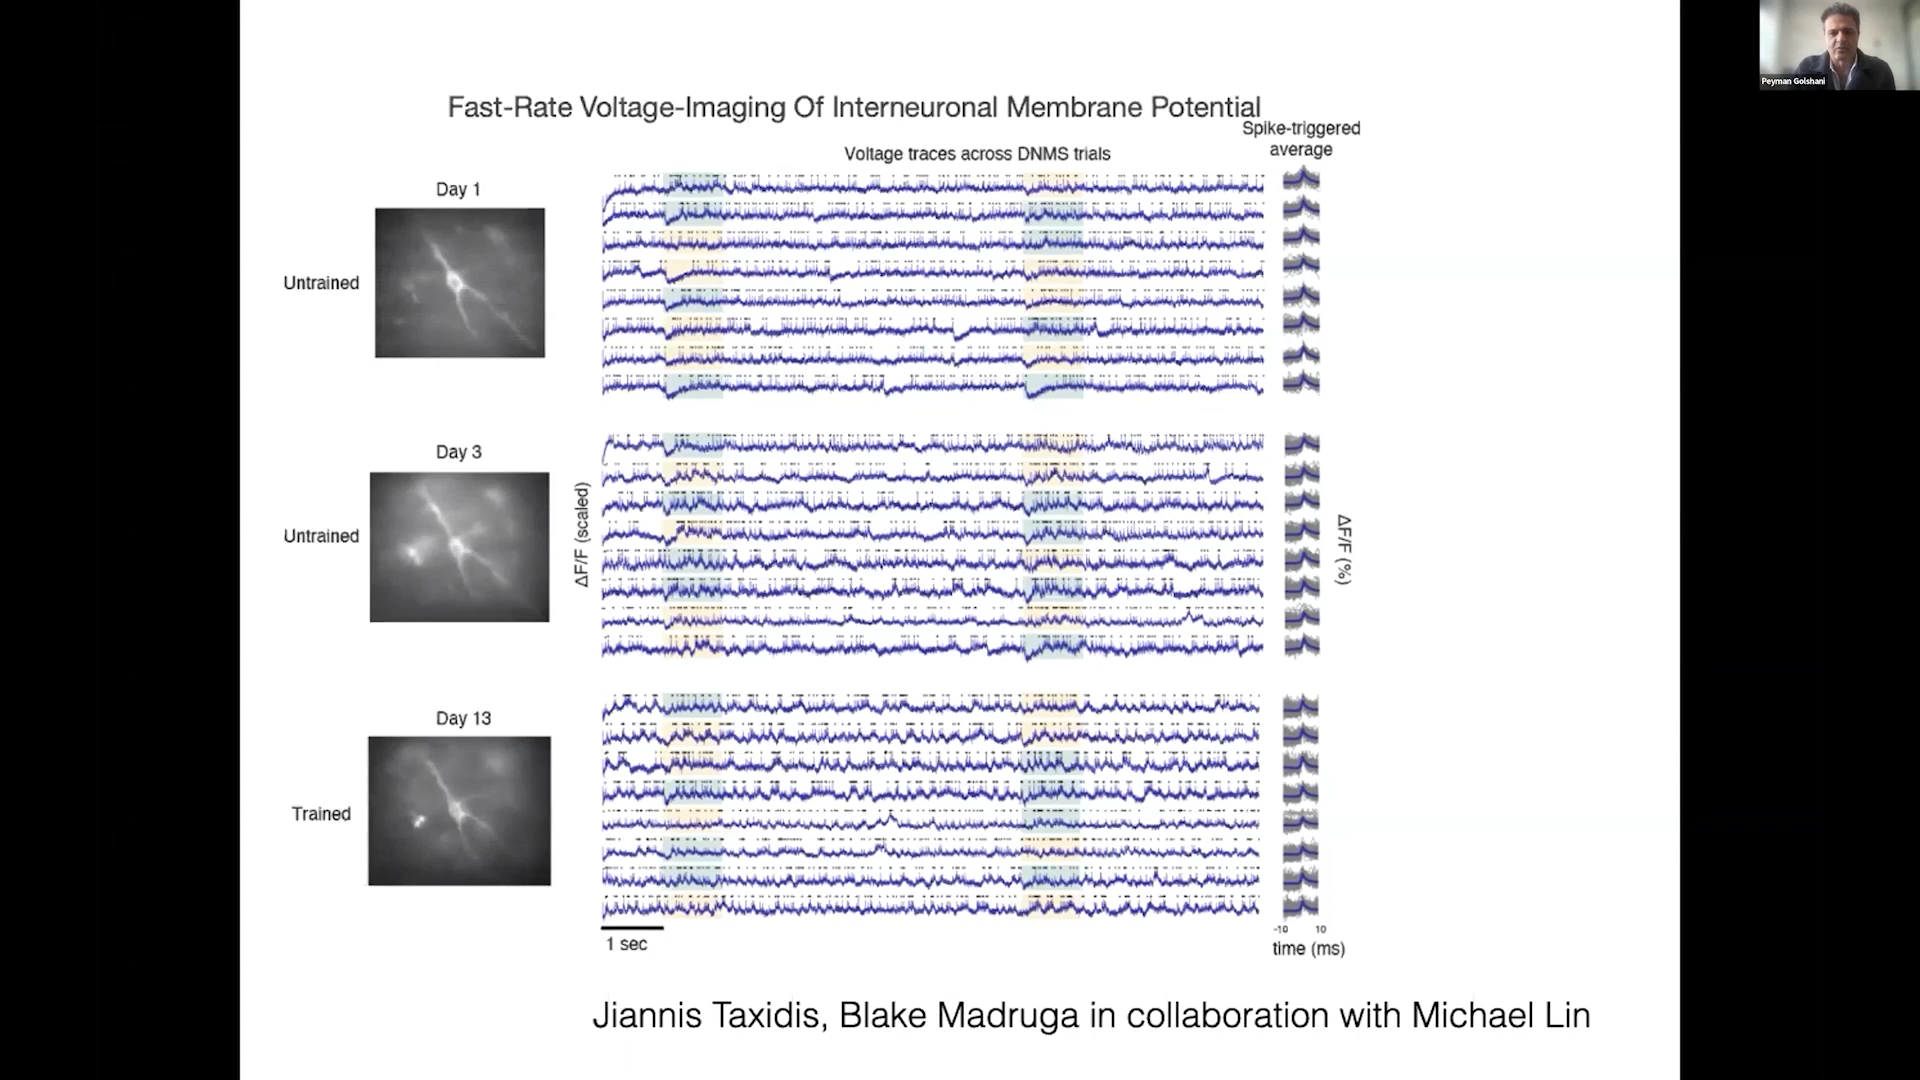 Peyman Golshani
Fast-Rate Voltage-Imaging Of Interneuronal Membrane Potential
Spike-triggered
average
Voltage traces across DNMS trials
Day 1
Untrained
Day 3
Untrained
ΔF/F (scaled)
ΔF/F (%)
Day 13
Trained
1 sec
-10 10
time (ms)
Jiannis Taxidis, Blake Madruga in collaboration with Michael Lin